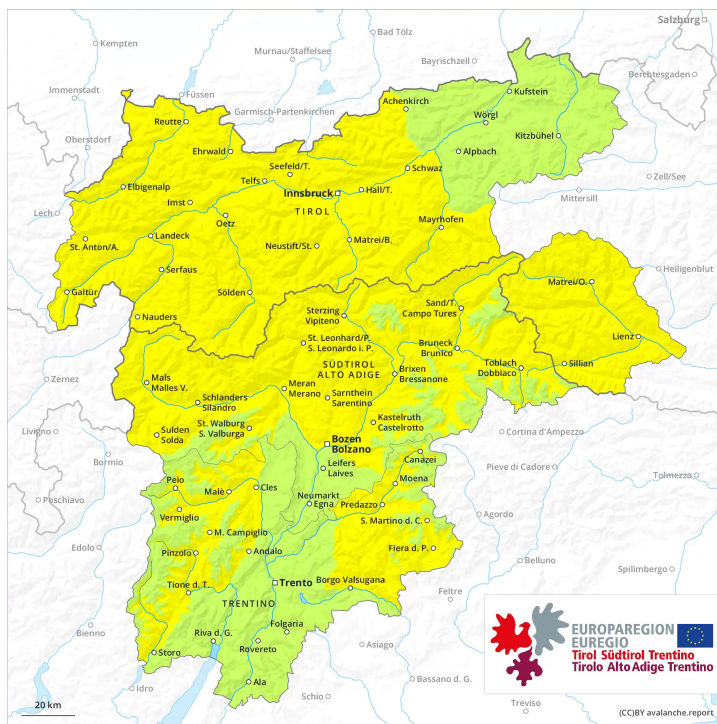 Salzburg
Bad Tölz
Kempten
Murnau/Staffelsee
Bayrischzell
Berchtesgaden
Immenstadt
Füssen
Kufstein
Garmisch-Partenkirchen
Achenkirch
Reutte
Wörgl
Oberstdorf
Kitzbühel
Ehrwald
Alpbach
Seefeld/T.
Schwaz
Zell/See
Telfs
Elbigenalp
Innsbruck
Hall/T.
Mittersill
Imst
TIROL
Lech
Oetz
Mayrhofen
St. Anton/A.
Landeck
Neustift/St.
Matrei/B.
Serfaus
Heiligenblut
Matrei/O.
Galtür
Sölden
Sand/T.
Campo Tures
Nauders
Sterzing
Vipiteno
Lienz
St. Leonhard/P.
S. Leonardo i. P.
Bruneck
Brunico
Toblach
Dobbiaco
Sillian
SÜDTIROL
ALTO ADIGE
Brixen
Bressanone
Zernez
Mals
Malles V.
Meran
Merano
Schlanders
Silandro
Sarnthein
Sarentino
Kastelruth
Castelrotto
St. Walburg
S. Valburga
Livigno
Sulden
Solda
Cortina d'Ampezzo
Bozen
Bolzano
Bormio
Canazei
Leifers
Laives
Pieve di Cadore
Tolmezzo
Peio
Moena
Poschiavo
Malè
Cles
Neumarkt
Egna
Predazzo
Vermiglio
Agordo
S. Martino d. C.
M. Campiglio
Edolo
Pinzolo
Andalo
Fiera d. P.
Belluno
Spilimbergo
Tione d. T.
Trento
Borgo Valsugana
Feltre
TRENTINO
Bienno
Folgaria
Riva d. G.
Rovereto
Asiago
Storo
Ala
Idro
Schio
Bassano d. G.
Treviso
EUROPAREGION
EUREGIO
Tirol Südtirol Trentino
Tirolo Alto Adige Trentino
20 km
(CC)BY avalanche.report